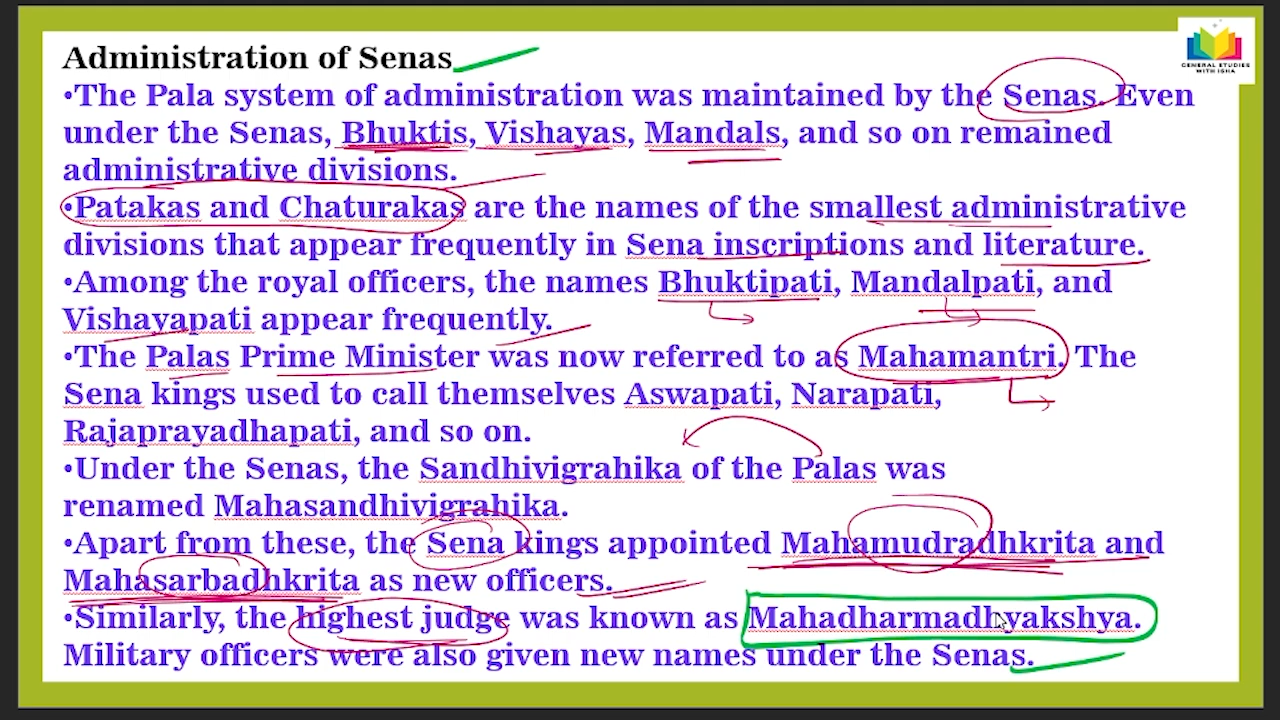 Administration of Senas
•The Pala system of administration was maintained by the Senas. Even
under the Senas, Bhuktis, Vishayas, Mandals, and so on remained
administrative divisions.
•Patakas and Chaturakas are the names of the smallest administrative
divisions that appear frequently in Sena inscriptions and literature.
•Among the royal officers, the names Bhuktipati, Mandalpati, and
Vishayapati appear frequently.
•The Palas Prime Minister was now referred to as Mahamantri. The
Sena kings used to call themselves Aswapati, Narapati,
Rajaprayadhapati, and so on.
•Under the Senas, the Sandhivigrahika of the Palas was
renamed Mahasandhivigrahika.
•Apart from these, the Sena kings appointed Mahamudradhkrita and
Mahasarbadhkrita as new officers.
•Similarly, the highest judge was known as Mahadharmadhyakshya.
Military officers were also given new names under the Senas.
GENERAL STUDIES
WITH ISHA